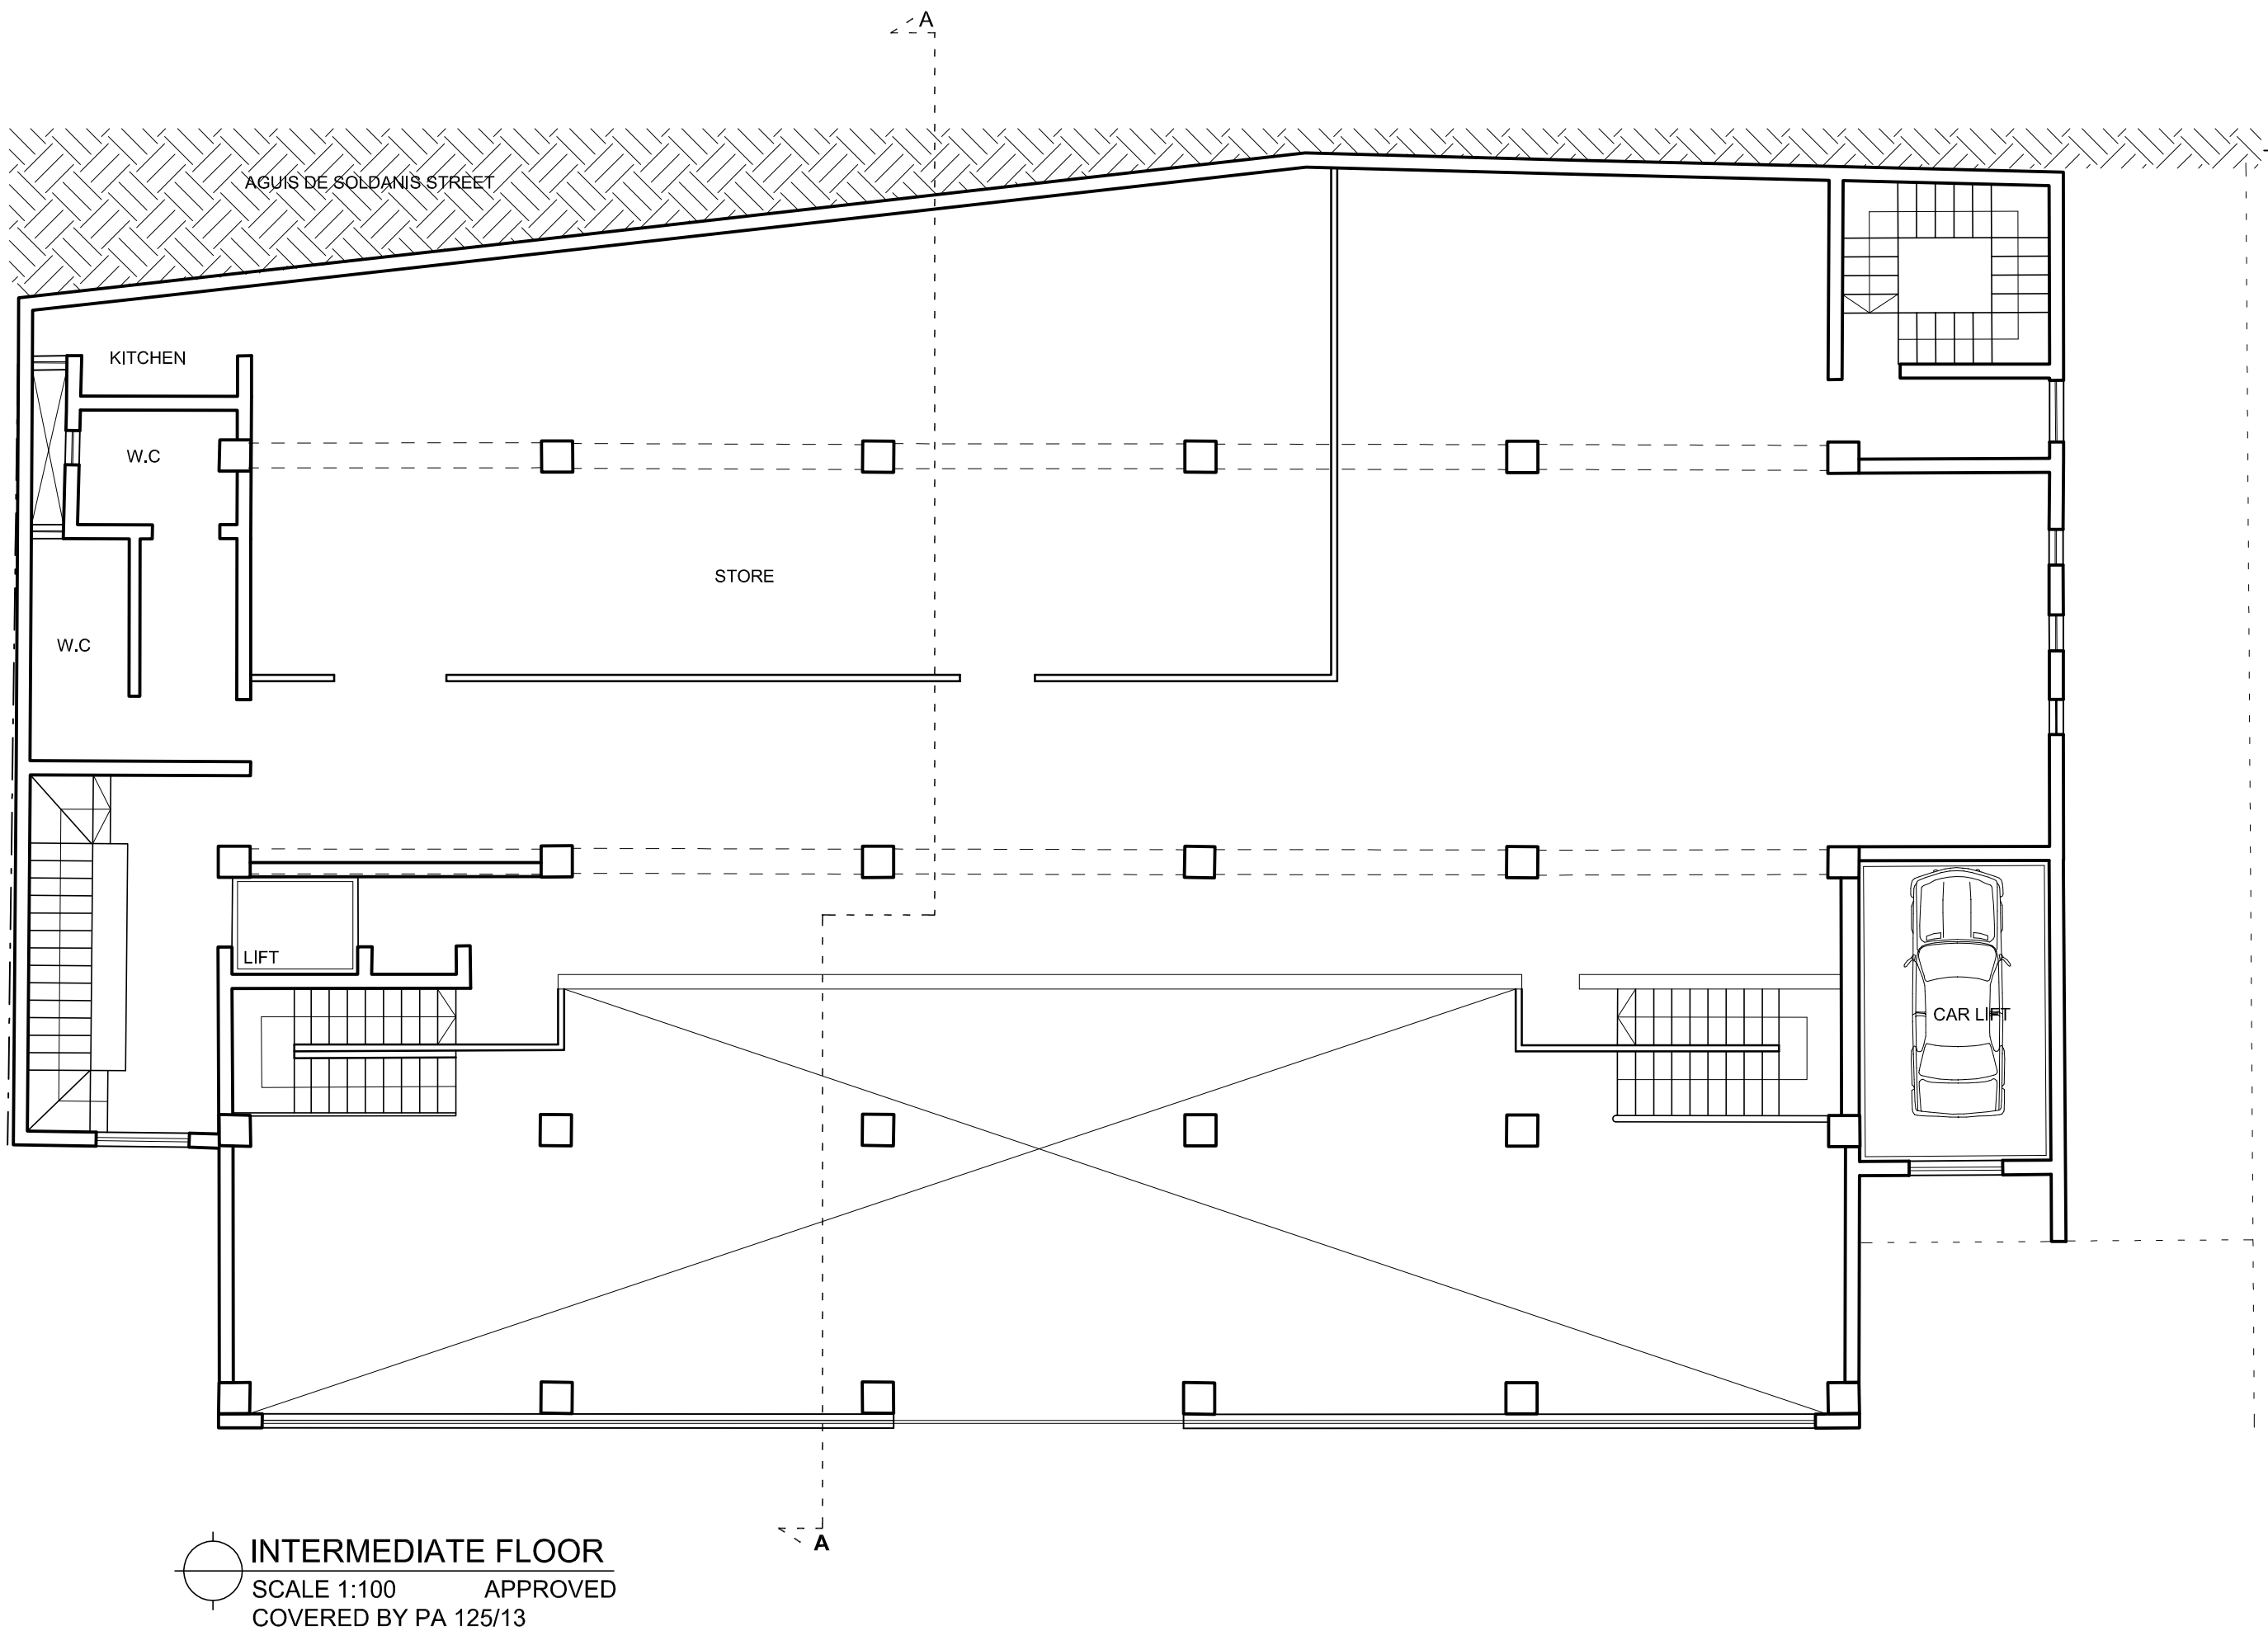 A
AGUIS DE SOLDANIS STREET
KITCHEN
W.C
STORE
W.C
LIFT
CAR LIFT
A
INTERMEDIATE FLOOR
SCALE 1:100 APPROVED
COVERED BY PA 125/13